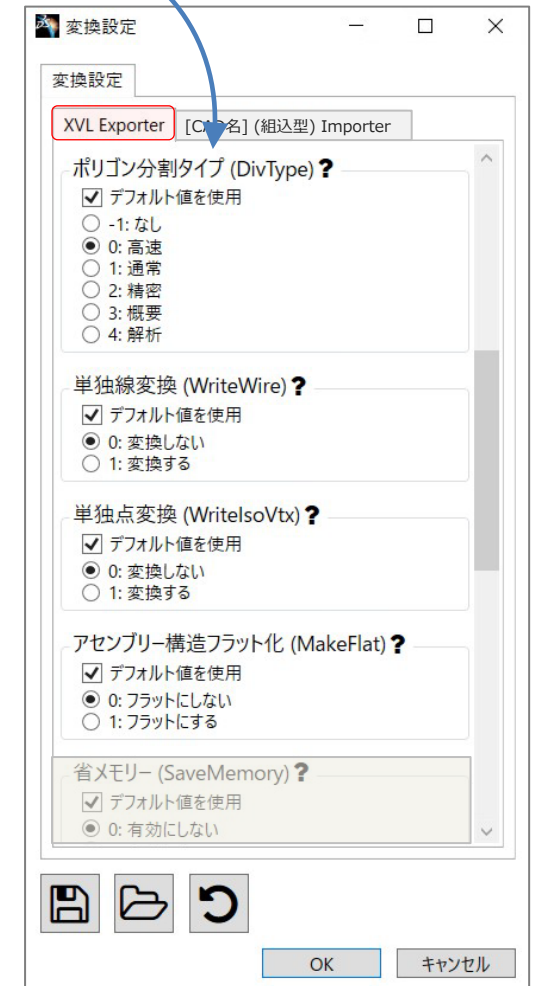 変換設定
変換設定
XVL Exporter
[CAD名] (組込型) Importer
ポリゴン分割タイプ (DivType) ?
デフォルト値を使用
-1: なし
0: 高速
1: 通常
2: 精密
3: 概要
4: 解析
単独線変換 (WriteWire) ?
デフォルト値を使用
0: 変換しない
1: 変換する
単独点変換 (WriteIsoVtx) ?
デフォルト値を使用
0: 変換しない
1: 変換する
アセンブリー構造フラット化 (MakeFlat) ?
デフォルト値を使用
0: フラットにしない
1: フラットにする
省メモリー (SaveMemory) ?
デフォルト値を使用
0: 有効にしない
OK
キャンセル